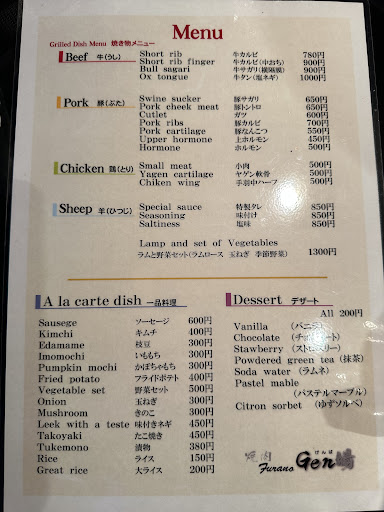 Menu
Grilled Dish Menu 焼き物メニュー
Beef 牛(うし)
Short rib 牛カルビ 780円
Short rib finger 牛カルビ(中おち) 900円
Bull sagari 牛サガリ(横隔膜) 900円
Ox tongue 牛タン(塩ネギ) 1000円
Pork 豚(ぶた)
Swine sucker 豚サガリ 650円
Pork cheek meat 豚トントロ 650円
Cutlet ガツ 600円
Pork ribs 豚カルビ 700円
Pork cartilage 豚なんこつ 550円
Upper hormone 上ホルモン 450円
Hormone ホルモン 500円
Chicken 鶏(とり)
Small meat 小肉 500円
Yagen cartilage ヤゲン軟骨 500円
Chiken wing 手羽中ハーフ 500円
Sheep 羊(ひつじ)
Special sauce 特製タレ 850円
Seasoning 味付け 850円
Saltiness 塩味 850円
Lamp and set of Vegetables
ラムと野菜セット(ラムロース 玉ねぎ 季節野菜) 1300円
A la carte dish 一品料理
Sausege ソーセージ 600円
Kimchi キムチ 400円
Edamame 枝豆 300円
Imomochi いももち 300円
Pumpkin mochi かぼちゃもち 300円
Fried potato フライドポテト 400円
Vegetable set 野菜セット 500円
Onion 玉ねぎ 300円
Mushroom きのこ 300円
Leek with a teste 味付きネギ 450円
Takoyaki たこ焼き 450円
Tukemono 漬物 380円
Rice ライス 150円
Great rice 大ライス 200円
Dessert デザート
All 200円
Vanilla (バニラ)
Chocolate (チョコレート)
Stawberry (ストロベリー)
Powdered green tea (抹茶)
Soda water (ラムネ)
Pastel mable
(パステルマーブル)
Citron sorbet (ゆずソルベ)
焼肉
Furano
げんば
Gen場